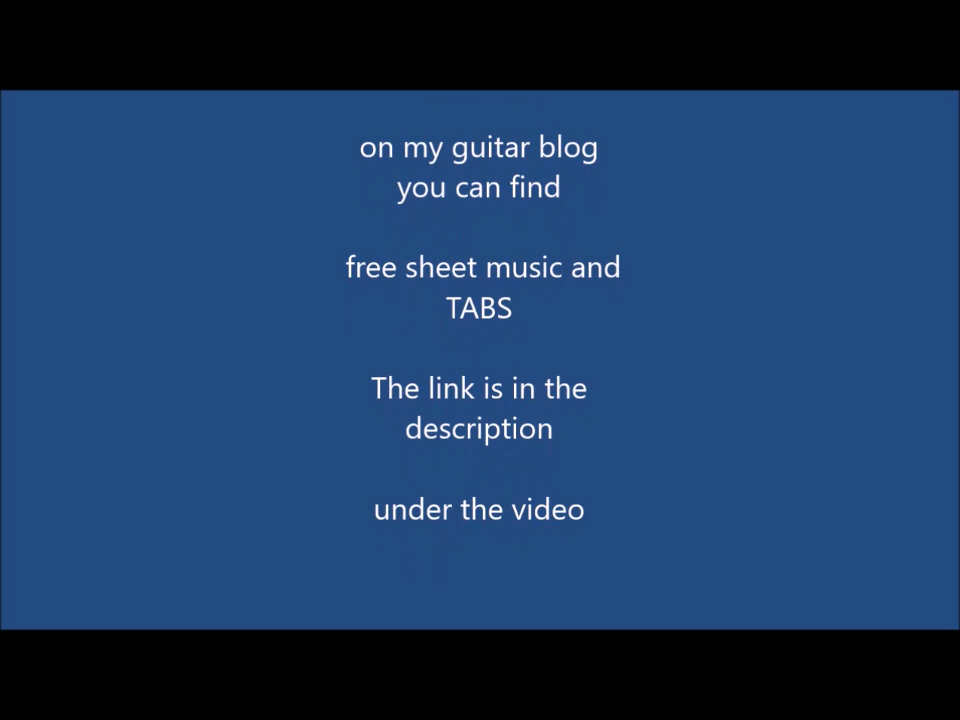 on my guitar blog
you can find
free sheet music and
TABS
The link is in the
description
under the video